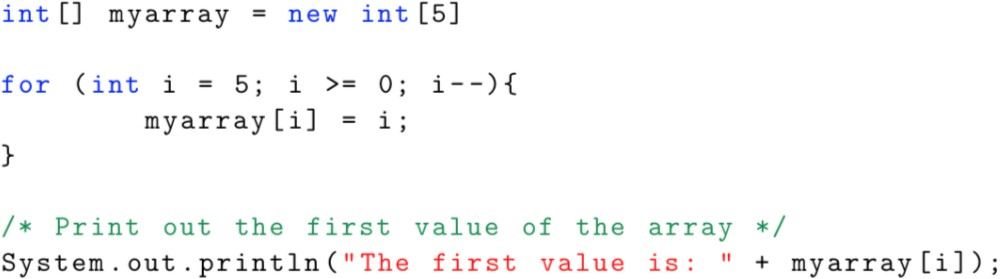 int[] myarray = new int[5]
for (int i = 5; i >= 0; i--){
myarray[i] = i;
}
/* Print out the first value of the array */
System.out.println("The first value is: " + myarray[i]);